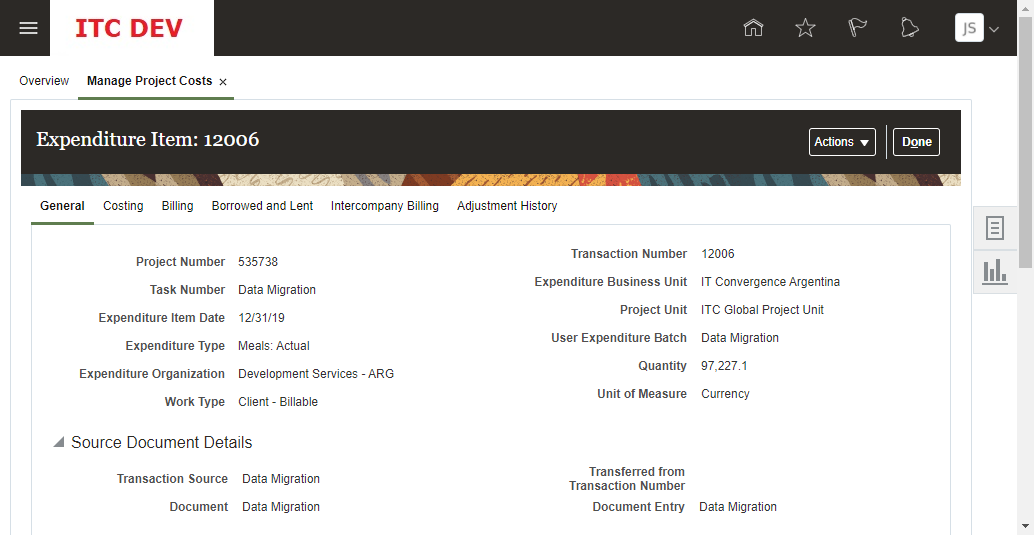 ITC DEV
JS
Overview
Manage Project Costs ×
Expenditure Item: 12006
Actions
Done
General
Costing
Billing
Borrowed and Lent
Intercompany Billing
Adjustment History
Project Number 535738
Task Number Data Migration
Expenditure Item Date 12/31/19
Expenditure Type Meals: Actual
Expenditure Organization Development Services - ARG
Work Type Client - Billable
Transaction Number 12006
Expenditure Business Unit IT Convergence Argentina
Project Unit ITC Global Project Unit
User Expenditure Batch Data Migration
Quantity 97,227.1
Unit of Measure Currency
Source Document Details
Transaction Source Data Migration
Document Data Migration
Transferred from
Transaction Number
Document Entry Data Migration